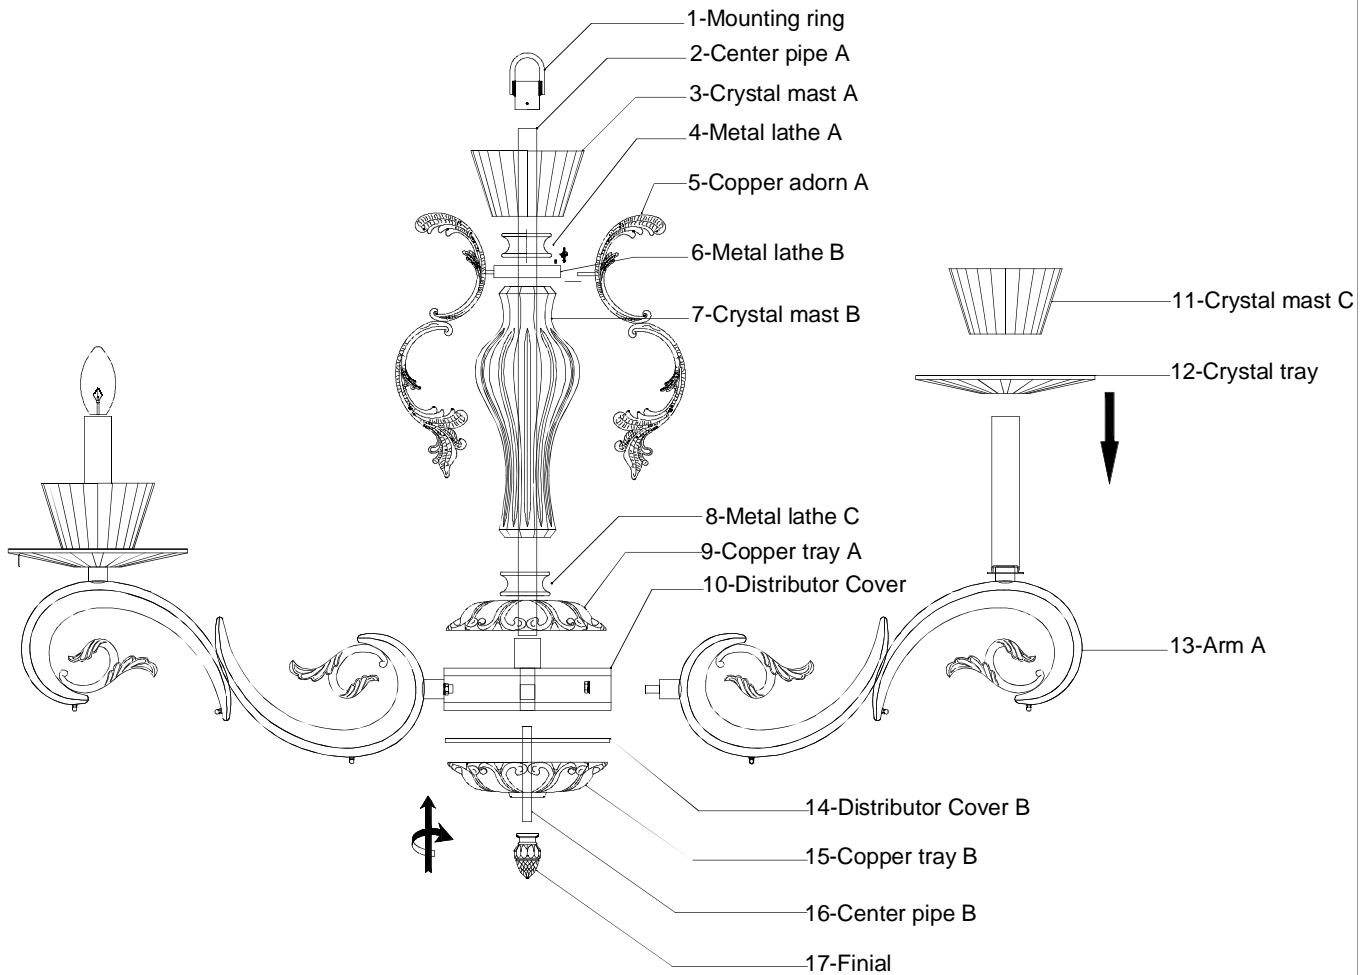 1-Mounting ring
2-Center pipe A
3-Crystal mast A
4-Metal lathe A
5-Copper adorn A
6-Metal lathe B
7-Crystal mast B
8-Metal lathe C
9-Copper tray A
10-Distributor Cover
11-Crystal mast C
12-Crystal tray
13-Arm A
14-Distributor Cover B
15-Copper tray B
16-Center pipe B
17-Finial